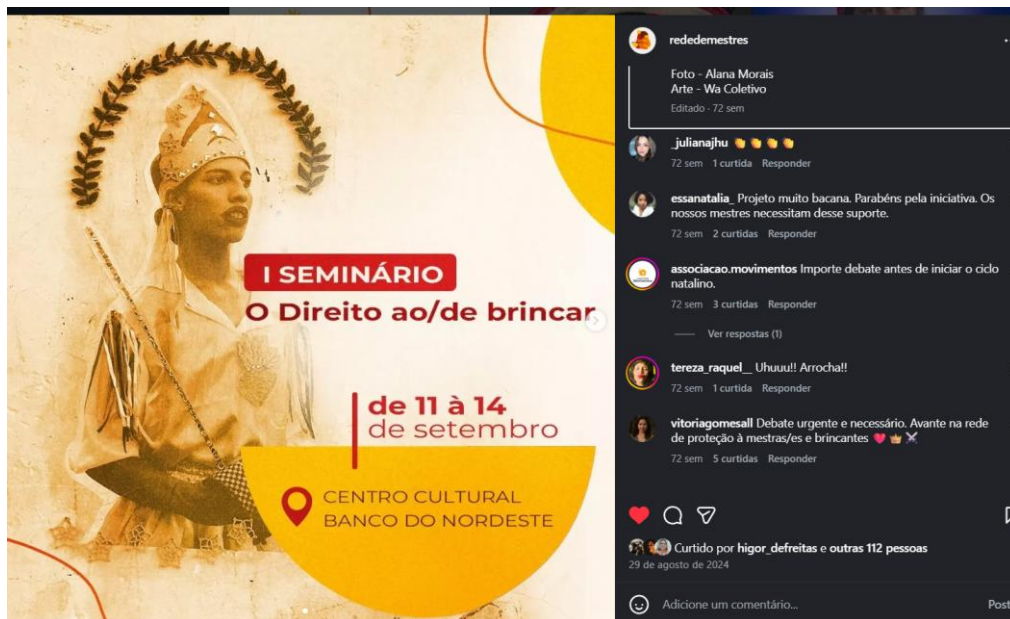 I SEMINÁRIO
O Direito ao/de brincar
de 11 à 14
de setembro
CENTRO CULTURAL
BANCO DO NORDESTE
rededemestres
Foto - Alana Morais
Arte - Wa Coletivo
Editado · 72 sem
_julianajhu 👏 👏 👏 👏
72 sem 1 curtida Responder
essanatalia_ Projeto muito bacana. Parabéns pela iniciativa. Os
nossos mestres necessitam desse suporte.
72 sem 2 curtidas Responder
associacao.movimentos Importe debate antes de iniciar o ciclo
natalino.
72 sem 3 curtidas Responder
Ver respostas (1)
tereza_raquel__ Uhuuu!! Arrocha!!
72 sem 1 curtida Responder
vitoriagomesall Debate urgente e necessário. Avante na rede
de proteção à mestras/es e brincantes ❤️ 👑 ⚔️
72 sem 5 curtidas Responder
Curtido por higor_defreitas e outras 112 pessoas
29 de agosto de 2024
Adicione um comentário...
Post